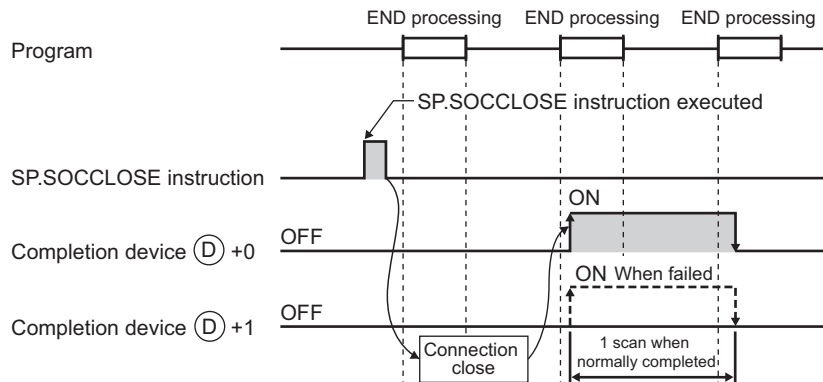 END processing END processing END processing
Program
SP.SOCCLOSE instruction executed
SP.SOCCLOSE instruction
ON
OFF
Completion device D +0
ON When failed
OFF
Completion device D +1
Connection
close
1 scan when
normally completed